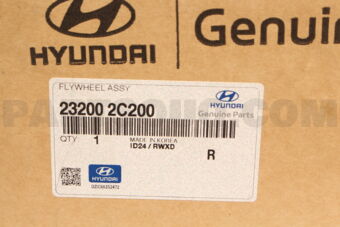 HYUNDAI
Genuin
FLYWHEEL ASSY
23200 2C200
HYUNDAI
Genuine Parts
QTY 1
MADE IN KOREA
ID24 / RWXD
R
HYUNDAI